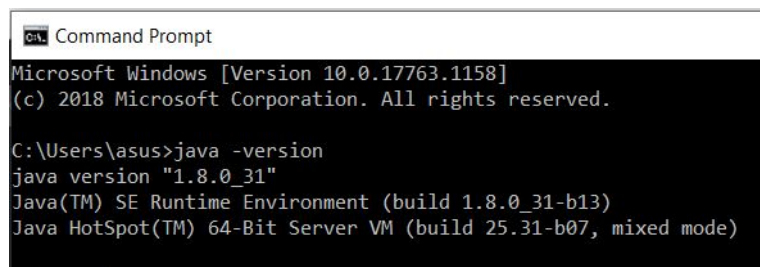 Command Prompt
Microsoft Windows [Version 10.0.17763.1158]
(c) 2018 Microsoft Corporation. All rights reserved.
C:\Users\asus>java -version
java version "1.8.0_31"
Java(TM) SE Runtime Environment (build 1.8.0_31-b13)
Java HotSpot(TM) 64-Bit Server VM (build 25.31-b07, mixed mode)